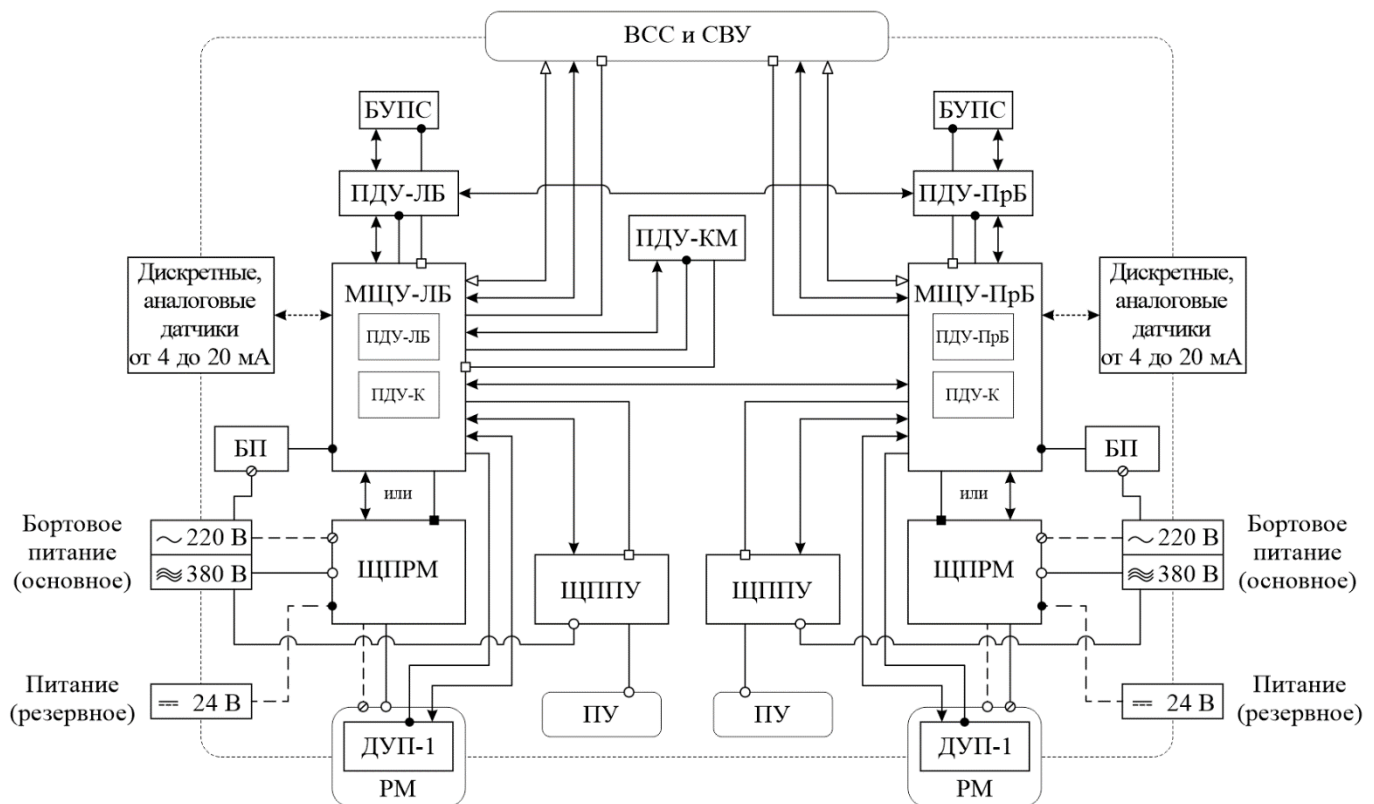 ВСС и СВУ
БУПС
БУПС
ПДУ-ЛБ
ПДУ-ПрБ
ПДУ-КМ
Дискретные,
аналоговые
датчики
от 4 до 20 мА
МЩУ-ЛБ
ПДУ-ЛБ
ПДУ-К
МЩУ-ПрБ
ПДУ-ПрБ
ПДУ-К
Дискретные,
аналоговые
датчики
от 4 до 20 мА
БП
БП
или
или
Бортовое
питание
(основное)
~ 220 В
≋ 380 В
ЩПРМ
ЩППУ
ЩППУ
ЩПРМ
~ 220 В
≋ 380 В
Бортовое
питание
(основное)
Питание
(резервное)
⎓ 24 В
ПУ
ПУ
⎓ 24 В
Питание
(резервное)
ДУП-1
РМ
ДУП-1
РМ